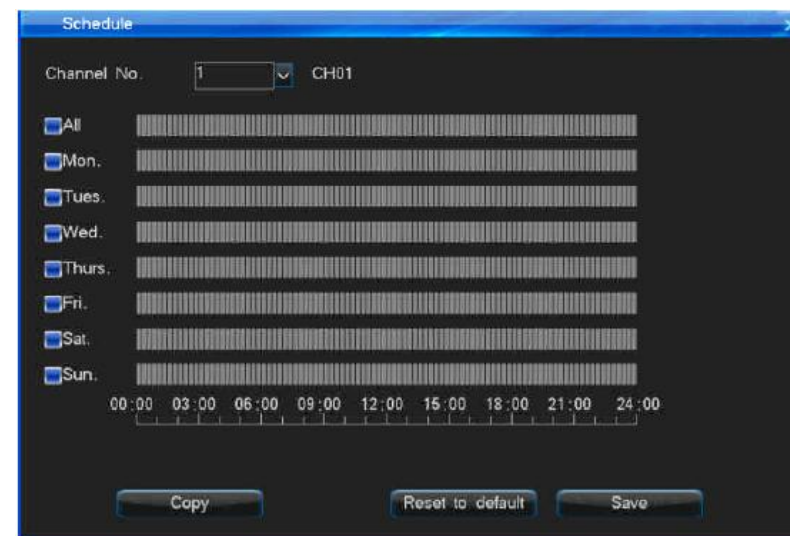 Schedule
Channel No. 1 CH01
All
Mon.
Tues.
Wed.
Thurs.
Fri.
Sat.
Sun.
00:00 03:00 06:00 09:00 12:00 15:00 18:00 21:00 24:00
Copy Reset to default Save